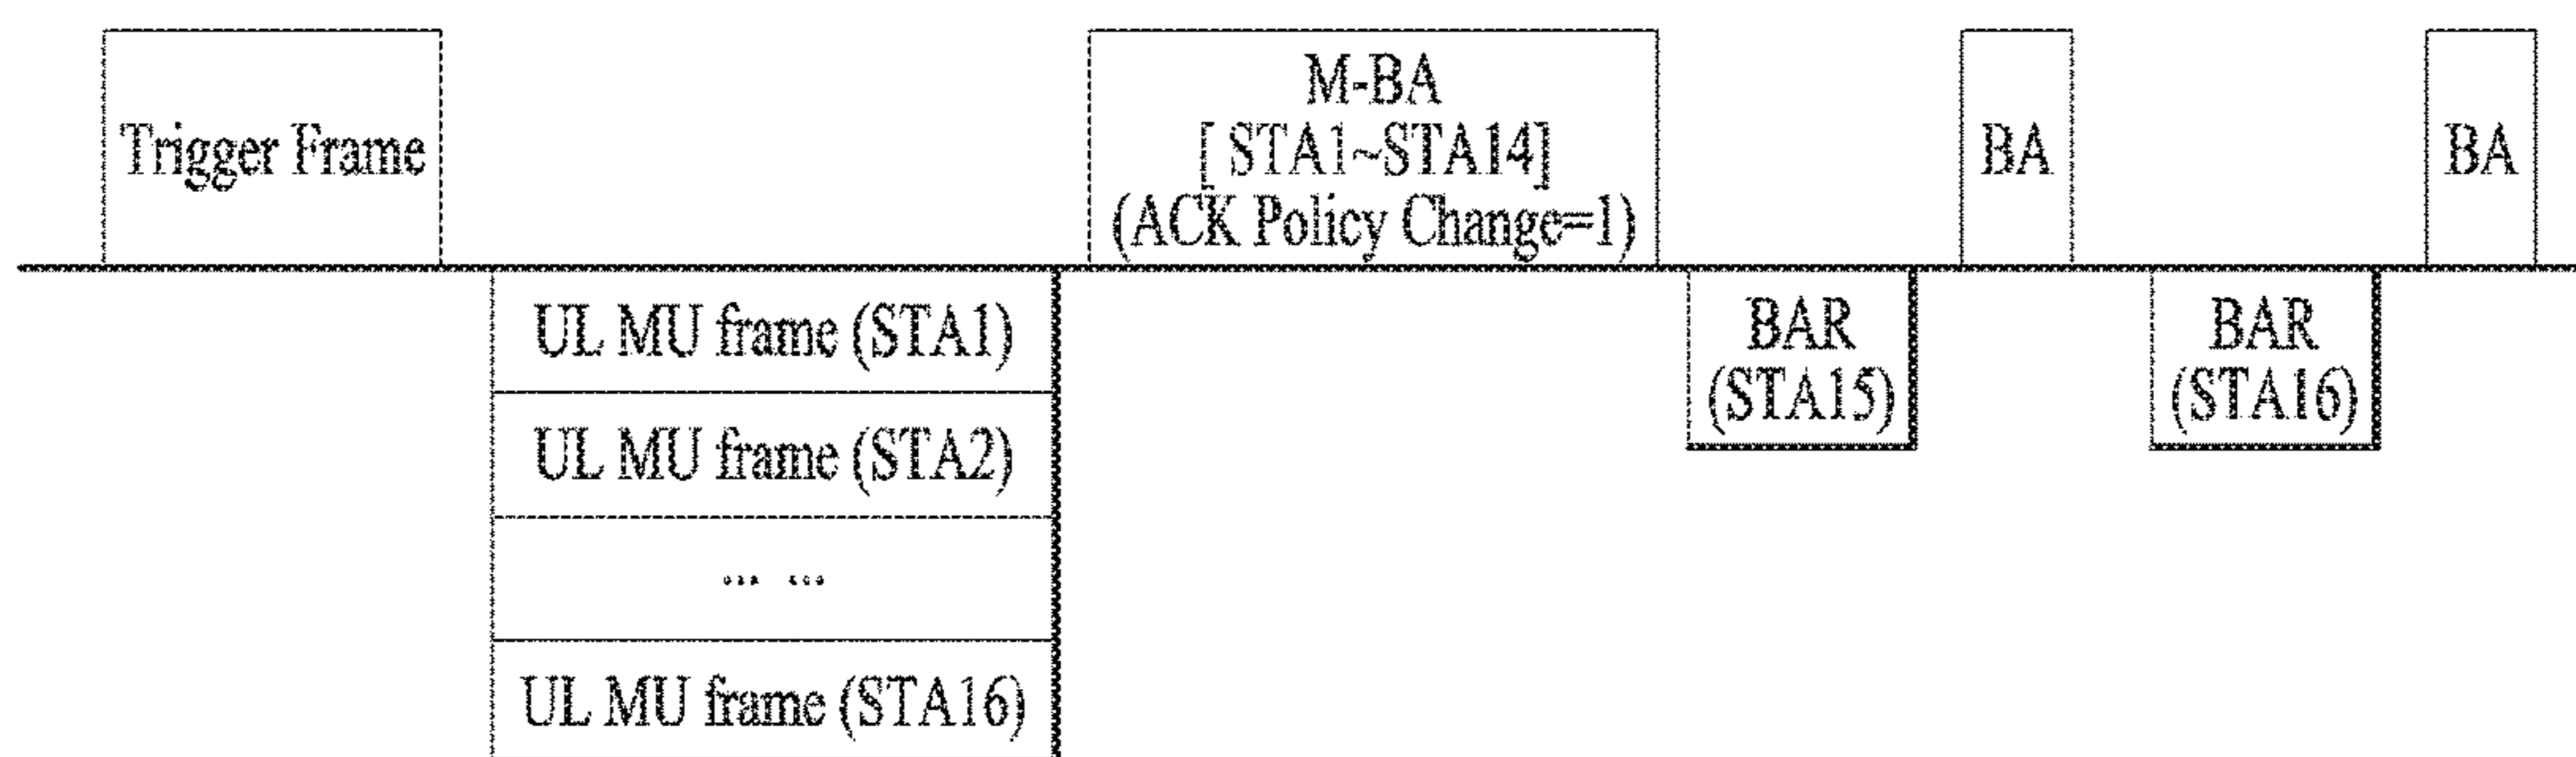 Trigger Frame
M-BA
[ STA1~STA14]
(ACK Policy Change=1)
BA
BA
UL MU frame (STA1)
UL MU frame (STA2)
... ...
UL MU frame (STA16)
BAR
(STA15)
BAR
(STA16)